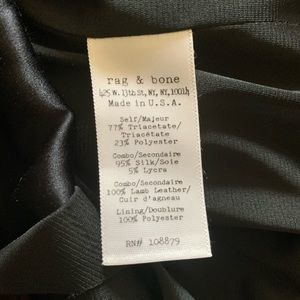 rag & bone
425 W. 13th St, NY, NY, 10014
Made in U.S.A.
Self/Majeur
77% Triacetate/
Triacétate
23% Polyester
Combo/Secondaire
95% Silk/Soie
5% Lycra
Combo/Secondaire
100% Lamb Leather/
Cuir d'agneau
Lining/Doublure
100% Polyester
RN# 108879